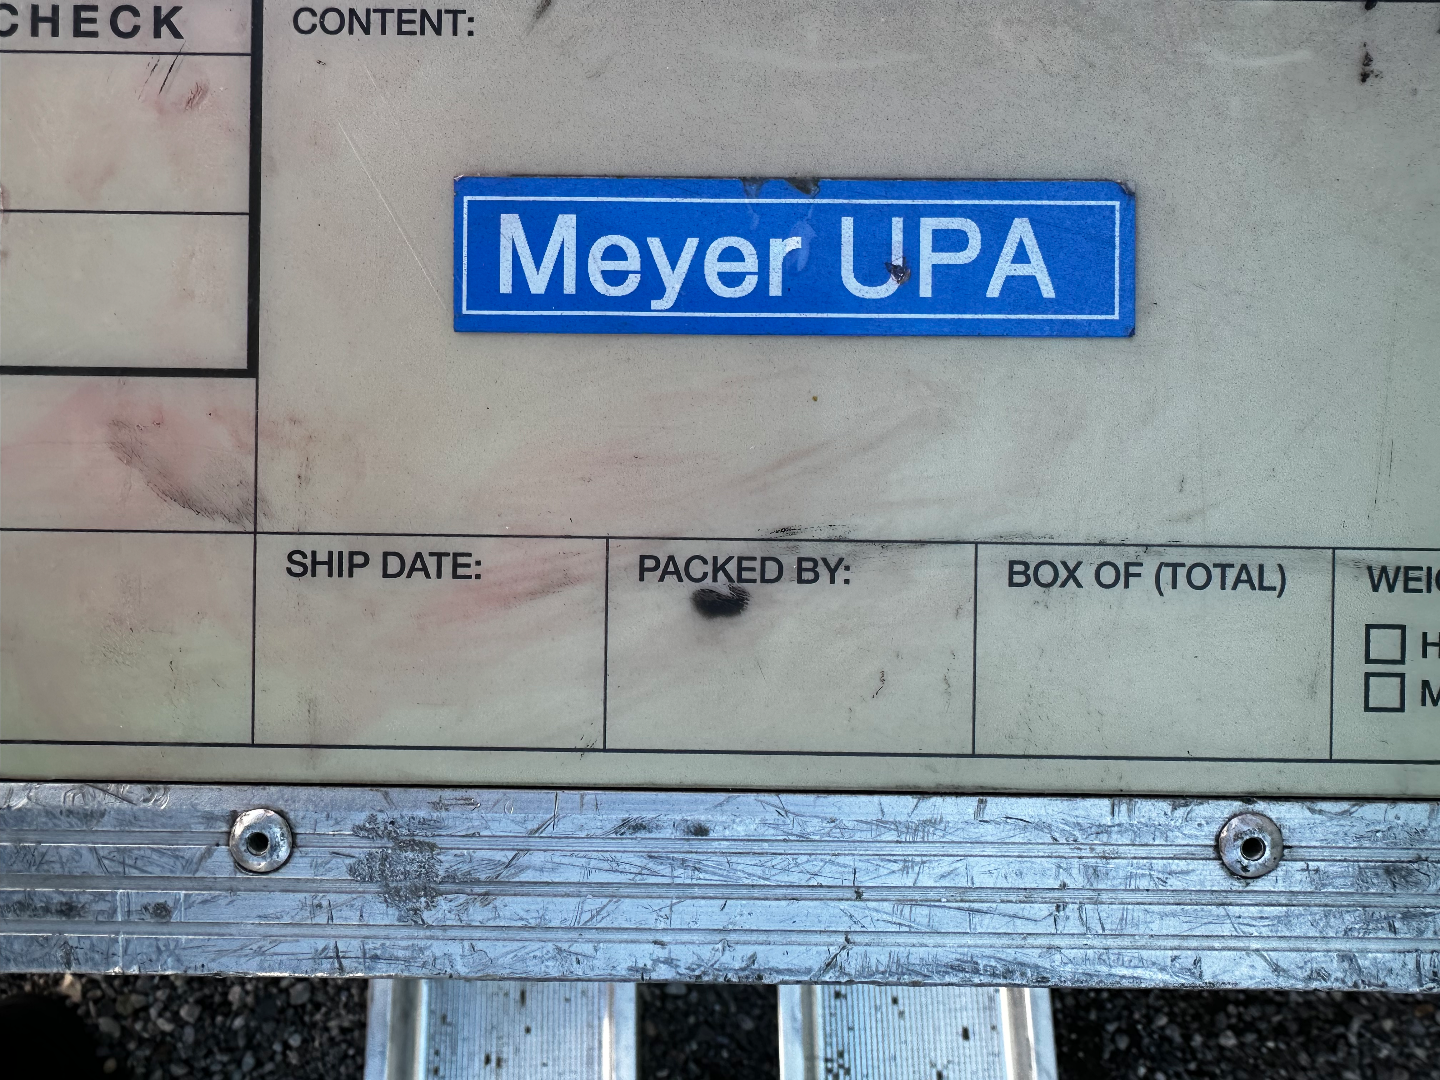 CHECK
CONTENT:
Meyer UPA
SHIP DATE:
PACKED BY:
BOX OF (TOTAL)